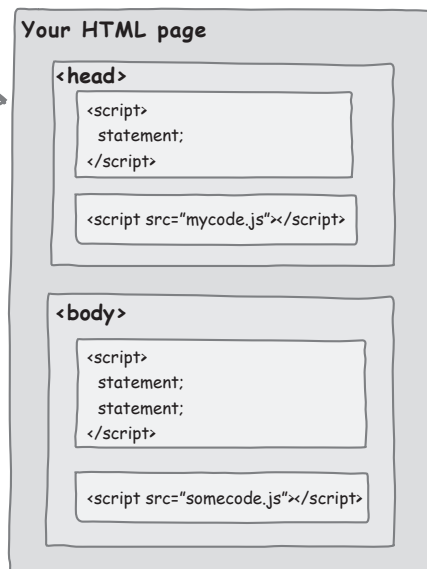 Your HTML page
<head>
<script>
statement;
</script>
<script src="mycode.js"></script>
<body>
<script>
statement;
statement;
</script>
<script src="somecode.js"></script>